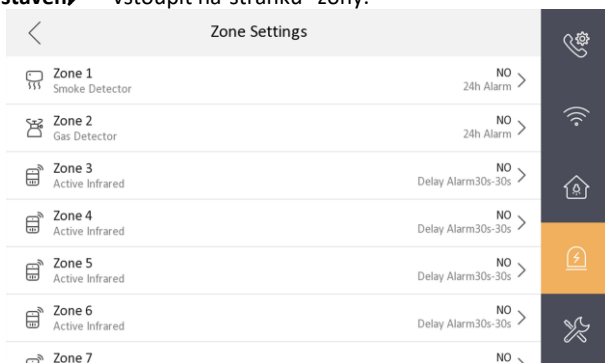 vstoupit na stránku "zóny.
Zone Settings
Zone 1
Smoke Detector
NO
24h Alarm
Zone 2
Gas Detector
NO
24h Alarm
Zone 3
Active Infrared
NO
Delay Alarm30s-30s
Zone 4
Active Infrared
NO
Delay Alarm30s-30s
Zone 5
Active Infrared
NO
Delay Alarm30s-30s
Zone 6
Active Infrared
NO
Delay Alarm30s-30s
Zone 7
NO